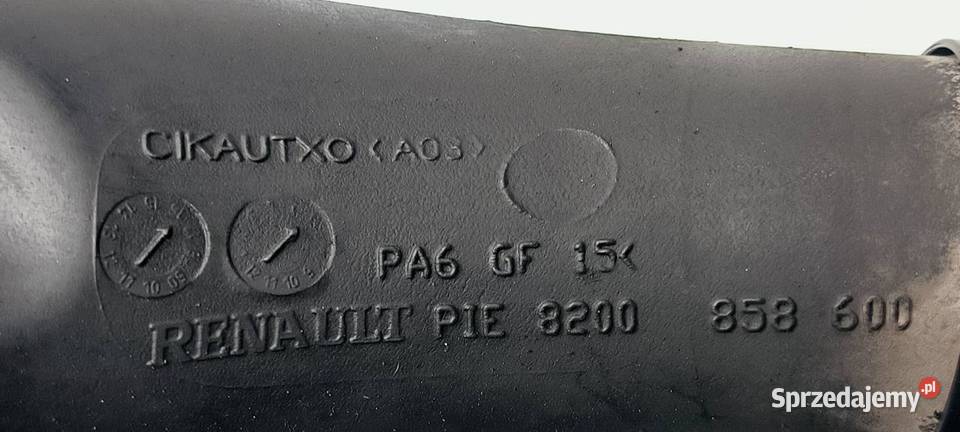 CIKAUTXO <A03>
PA6 GF 15<
RENAULT PIE 8200 858 600
Sprzedajemy.pl